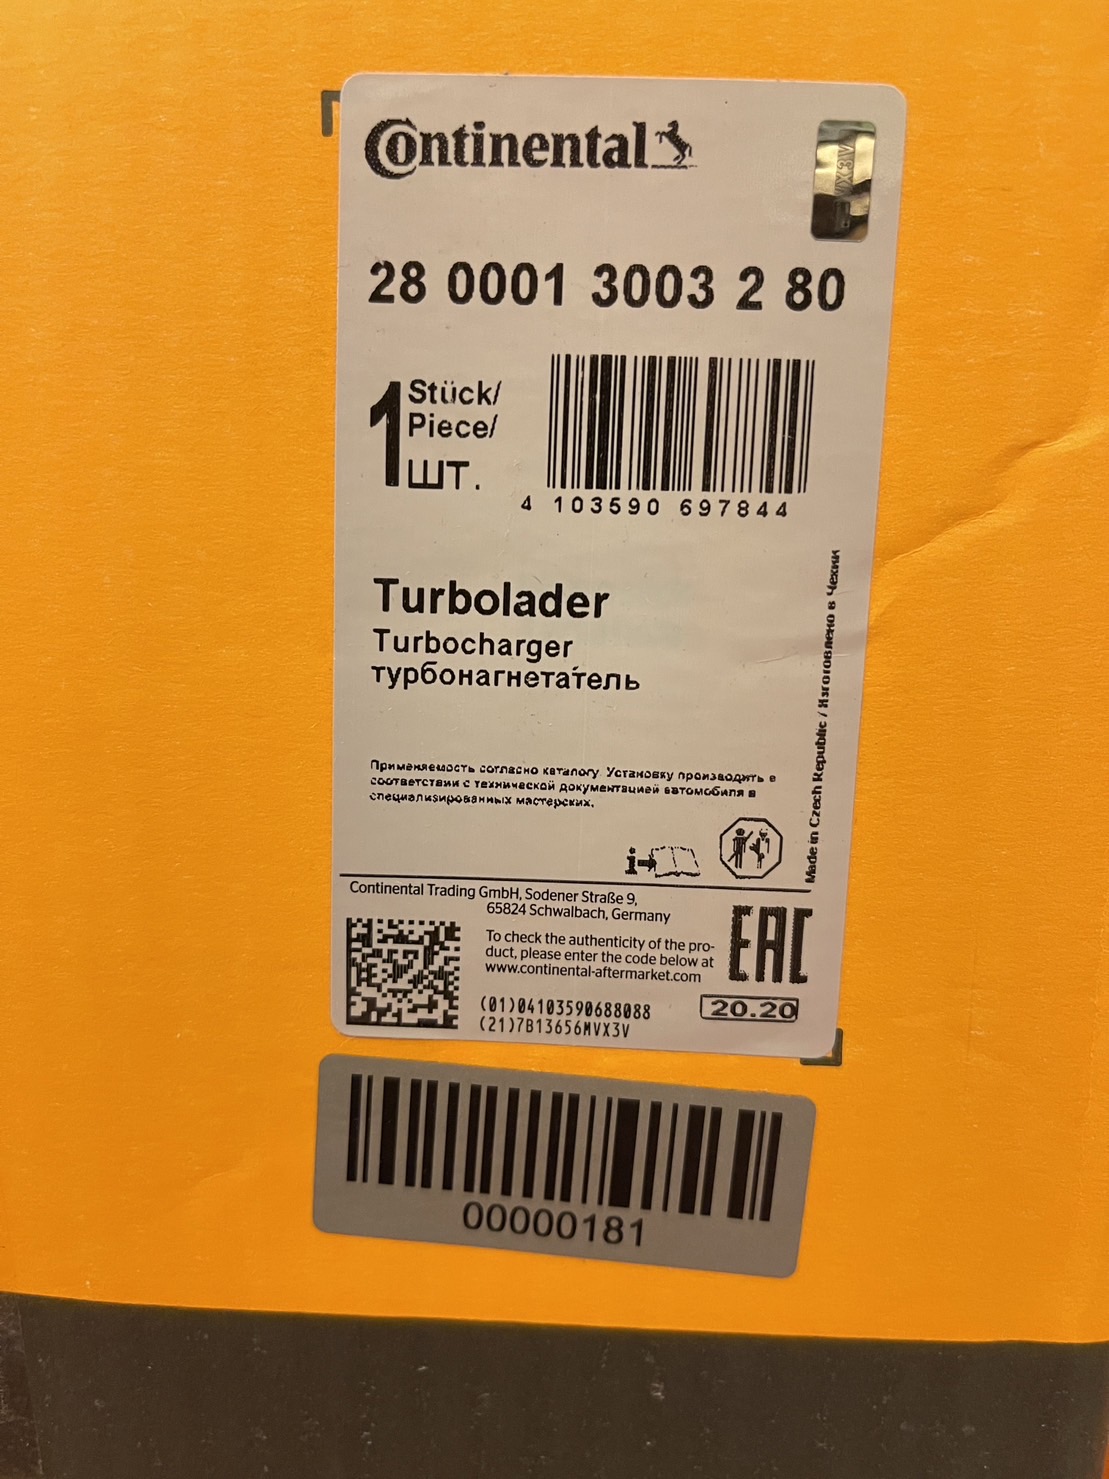 Continental
28 0001 3003 2 80
1 Stück/
Piece/
шт.
4 103590 697844
Turbolader
Turbocharger
турбонагнета́тель
Применяемость согласно каталогу. Установку производить в
соответствии с технической документацией автомобиля в
специализированных мастерских.
Made in Czech Republic / Изготовлено в Чехии
Continental Trading GmbH, Sodener Straße 9,
65824 Schwalbach, Germany
To check the authenticity of the pro-
duct, please enter the code below at
www.continental-aftermarket.com
EAC
(01)04103590688088
(21)7B13656MVX3V
20.20
00000181